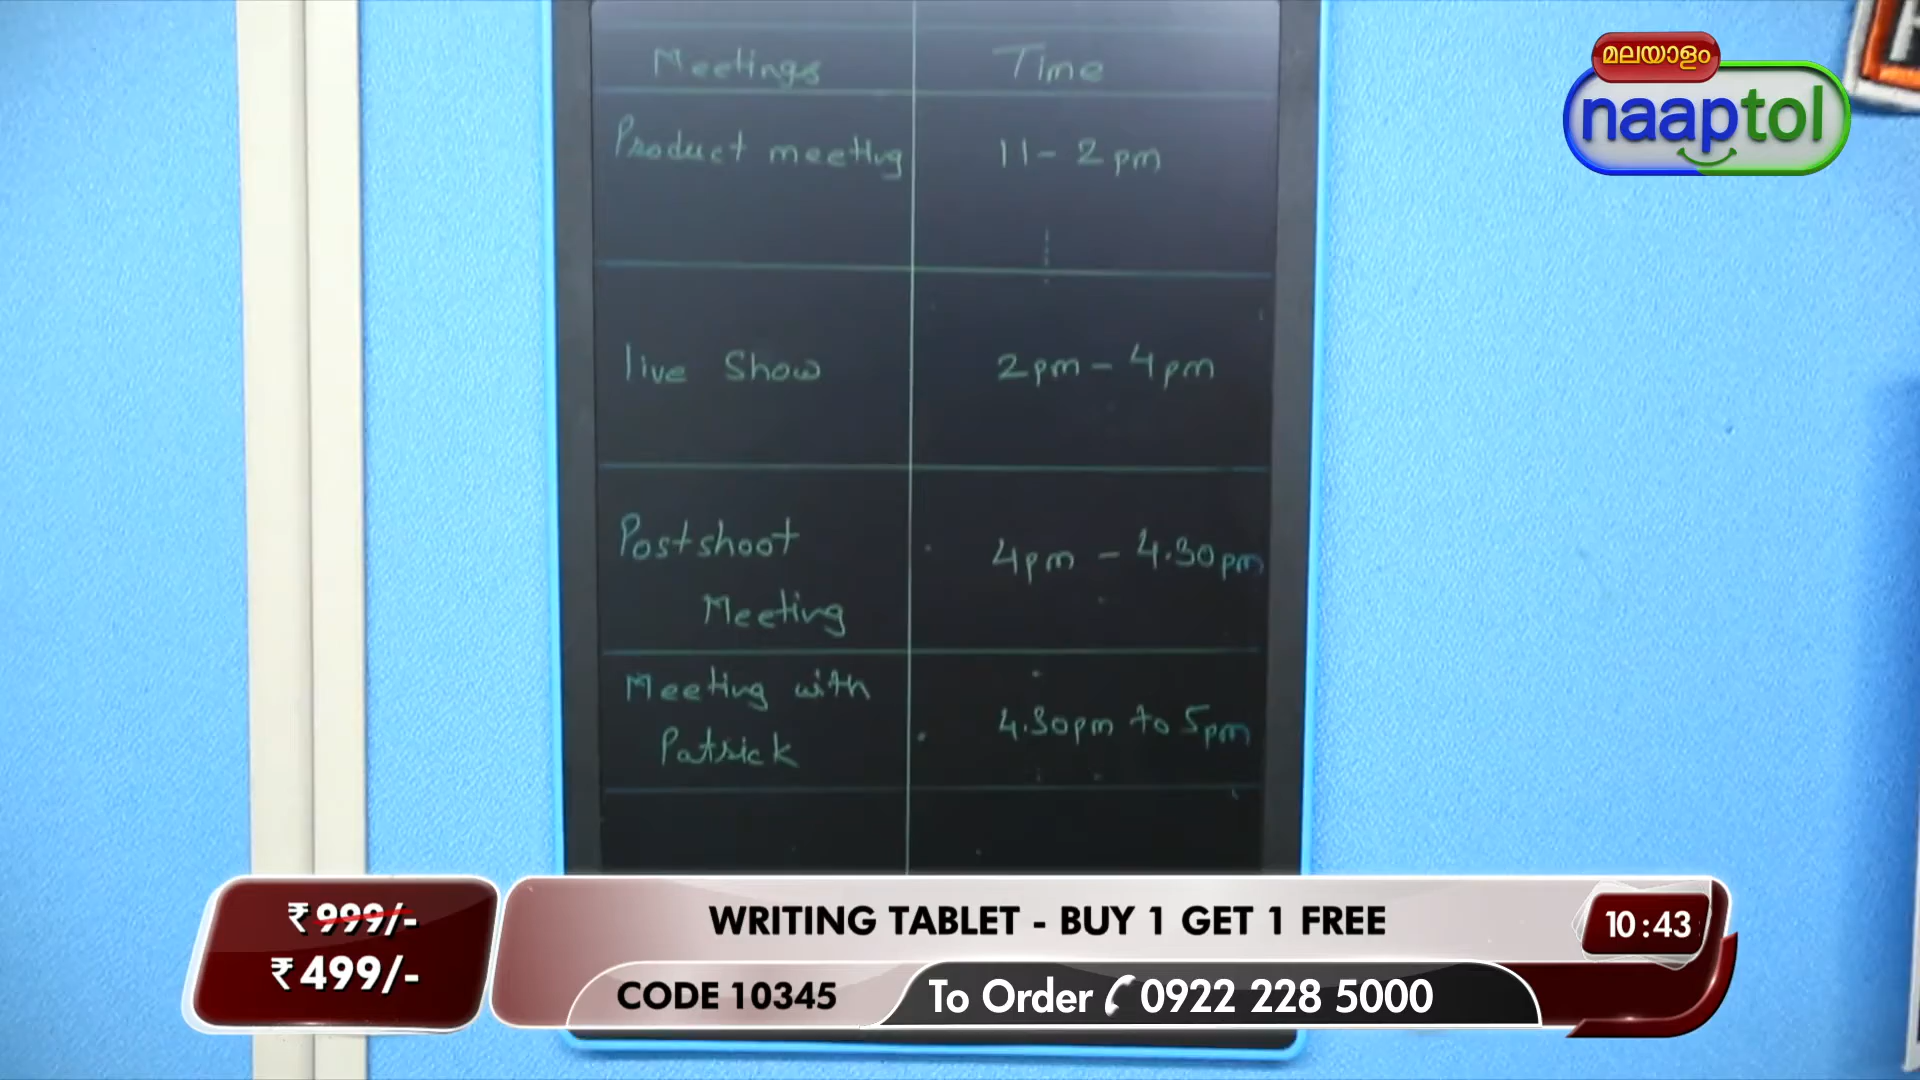 Meetings Time
Product meeting 11 - 2 pm
live Show 2pm - 4pm
Postshoot 4pm - 4.30pm
Meeting
Meeting with 4.30pm to 5pm
Patrick
മലയാളം
naaptol
₹ 999/-
₹ 499/-
WRITING TABLET - BUY 1 GET 1 FREE
10:43
CODE 10345
To Order 0922 228 5000